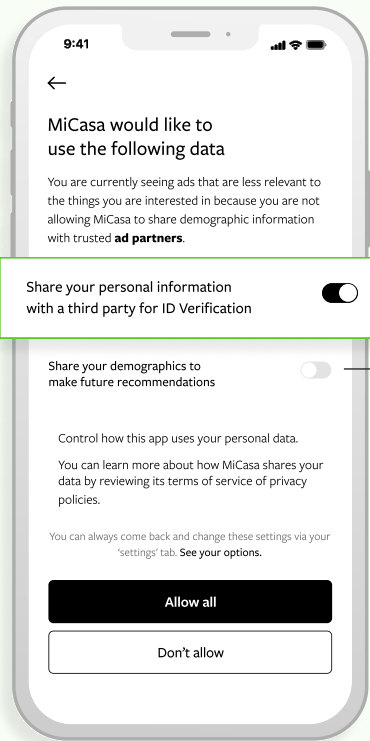 9:41
MiCasa would like to
use the following data
You are currently seeing ads that are less relevant to
the things you are interested in because you are not
allowing MiCasa to share demographic information
with trusted ad partners.
Share your personal information
with a third party for ID Verification
Share your demographics to
make future recommendations
Control how this app uses your personal data.
You can learn more about how MiCasa shares your
data by reviewing its terms of service of privacy
policies.
You can always come back and change these settings via your
‘settings’ tab. See your options.
Allow all
Don’t allow